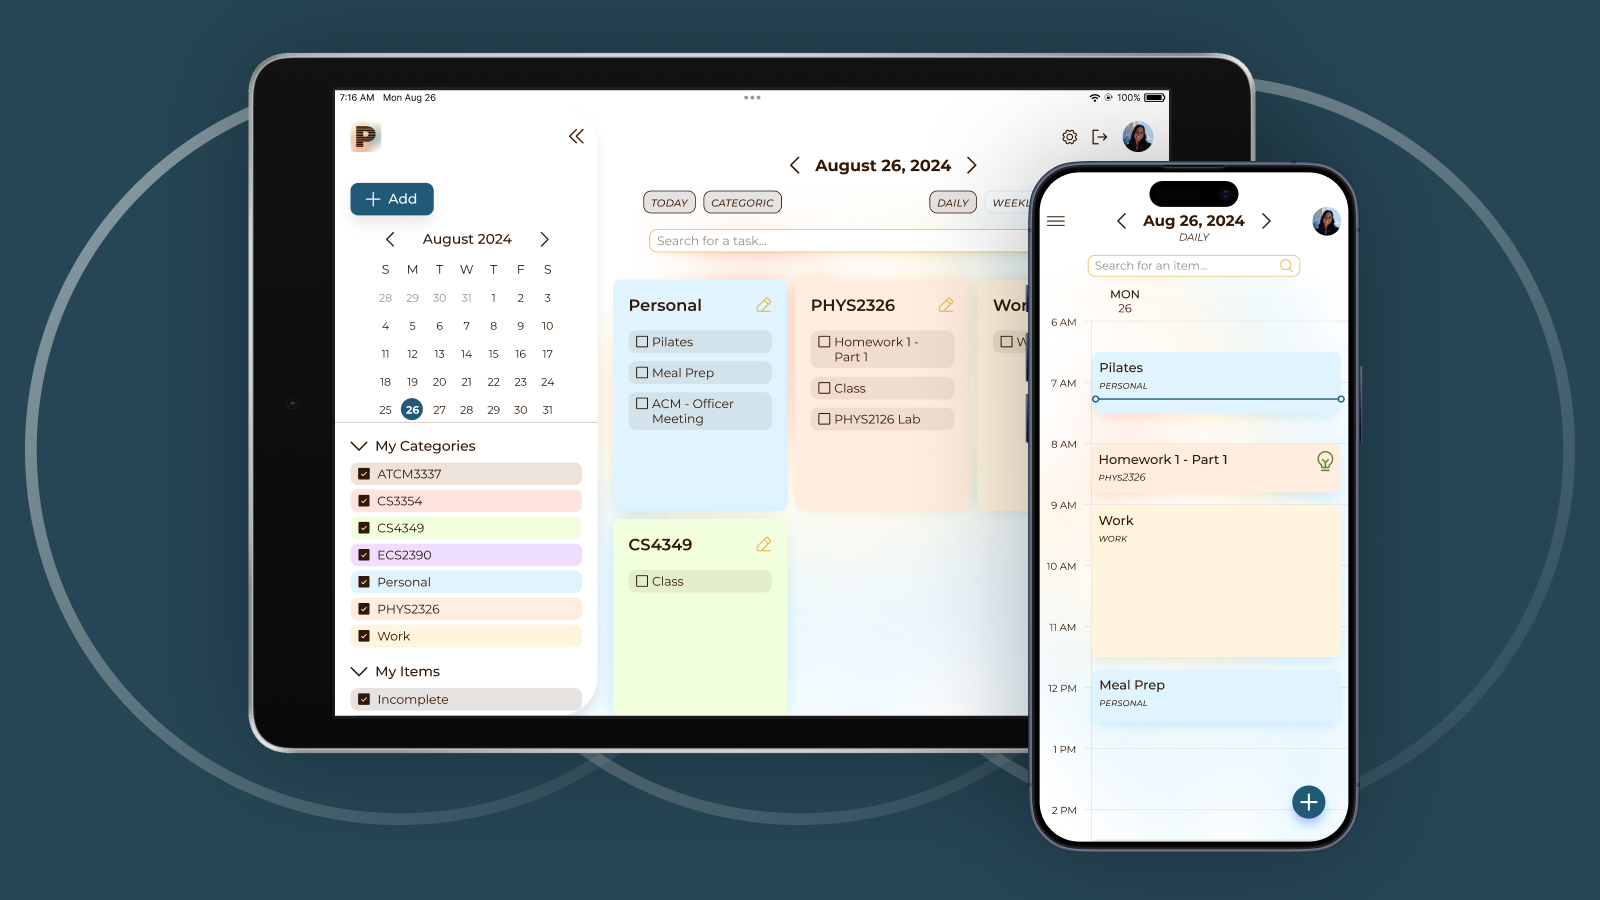 7:16 AM Mon Aug 26
100%
P
Add
August 2024
S M T W T F S
28 29 30 31 1 2 3
4 5 6 7 8 9 10
11 12 13 14 15 16 17
18 19 20 21 22 23 24
25 26 27 28 29 30 31
My Categories
ATCM3337
CS3354
CS4349
ECS2390
Personal
PHYS2326
Work
My Items
Incomplete
August 26, 2024
TODAY CATEGORIC DAILY WEEKL
Search for a task...
Personal
Pilates
Meal Prep
ACM - Officer
Meeting
PHYS2326
Homework 1 -
Part 1
Class
PHYS2126 Lab
Wor
W
CS4349
Class
Aug 26, 2024
DAILY
Search for an item...
MON
26
6 AM
Pilates
7 AM
PERSONAL
8 AM
Homework 1 - Part 1
PHYS2326
9 AM
Work
WORK
10 AM
11 AM
Meal Prep
12 PM
PERSONAL
1 PM
2 PM